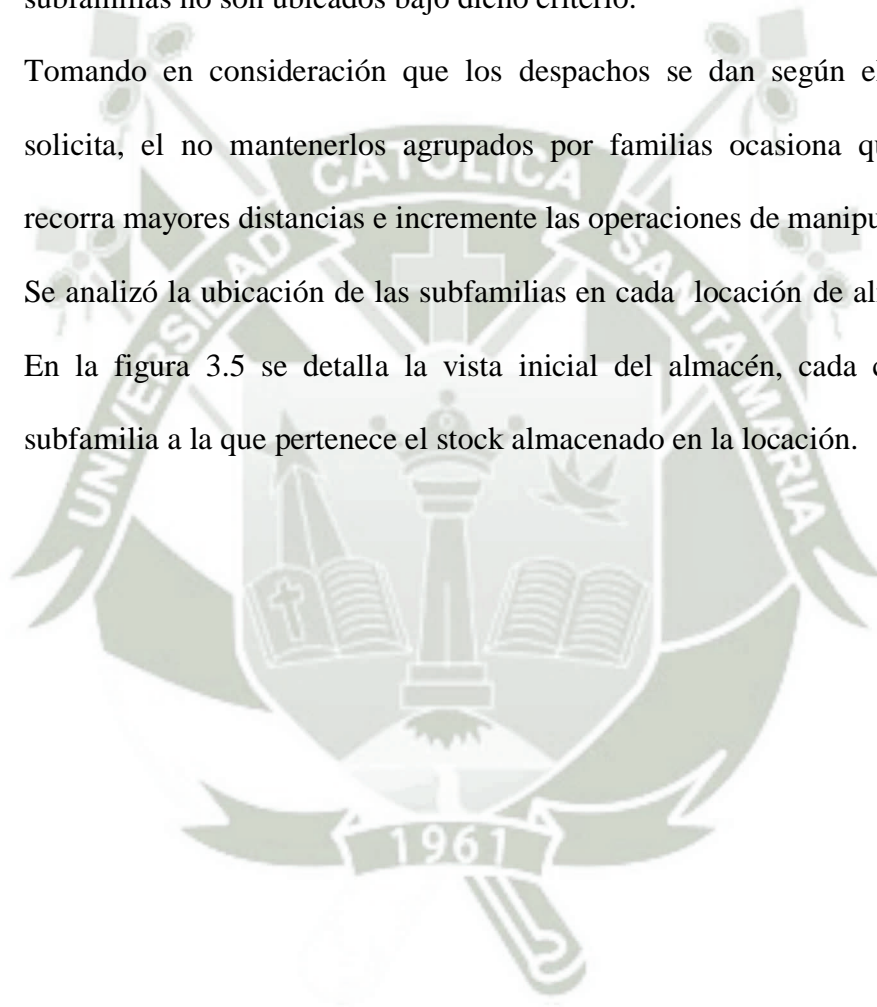 subfamilias no son ubicados bajo dicho criterio.
Tomando en consideración que los despachos se dan según
solicita, el no mantenerlos agrupados por familias ocasiona
recorra mayores distancias e incremente las operaciones de
Se analizó la ubicación de las subfamilias en cada locación de
En la figura 3.5 se detalla la vista inicial del almacén, cada
subfamilia a la que pertenece el stock almacenado en la locación.
UNIVERSIDAD CATOLICA SANTA MARIA
1961